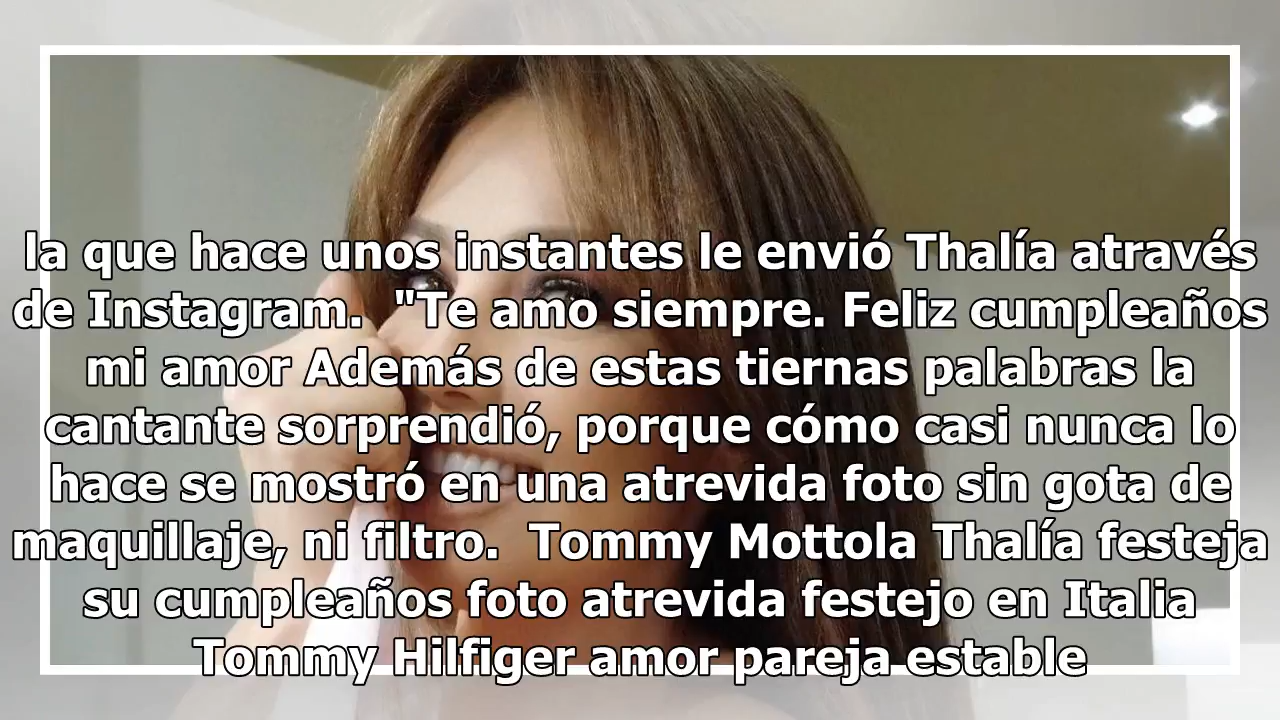 la que hace unos instantes le envió Thalía através
de Instagram.  "Te amo siempre. Feliz cumpleaños
mi amor Además de estas tiernas palabras la
cantante sorprendió, porque cómo casi nunca lo
hace se mostró en una atrevida foto sin gota de
maquillaje, ni filtro.  Tommy Mottola Thalía festeja
su cumpleaños foto atrevida festejo en Italia
Tommy Hilfiger amor pareja estable